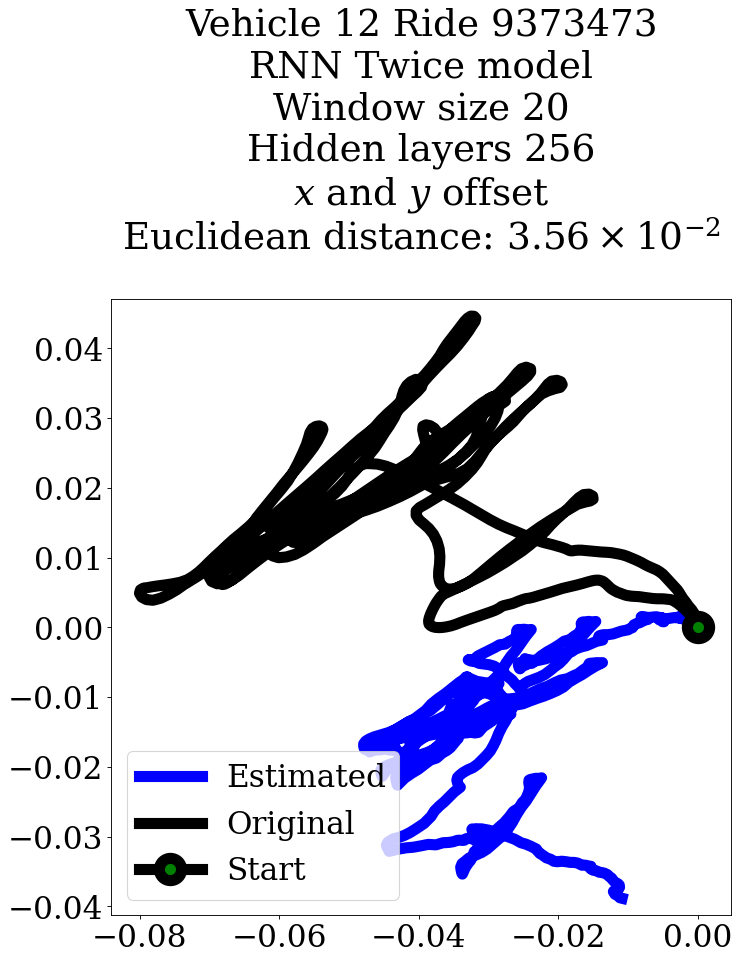 Vehicle 12 Ride 9373473
RNN Twice model
Window size 20
Hidden layers 256
x and y offset
Euclidean distance: 3.56 × 10⁻²
0.04
0.03
0.02
0.01
0.00
−0.01
−0.02
−0.03
−0.04
Estimated
Original
Start
−0.08 −0.06 −0.04 −0.02 0.00